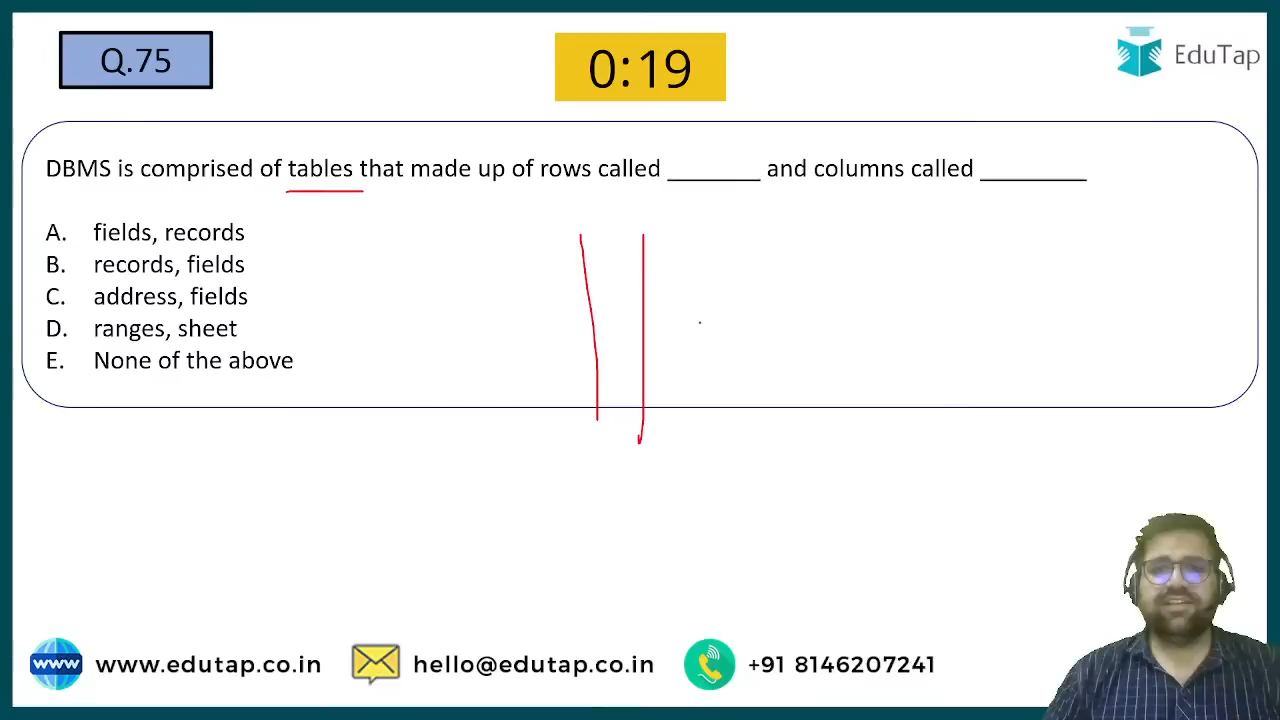 Q.75
0:19
EduTap
DBMS is comprised of tables that made up of rows called ________ and columns called _________
A. fields, records
B. records, fields
C. address, fields
D. ranges, sheet
E. None of the above
www www.edutap.co.in hello@edutap.co.in +91 8146207241